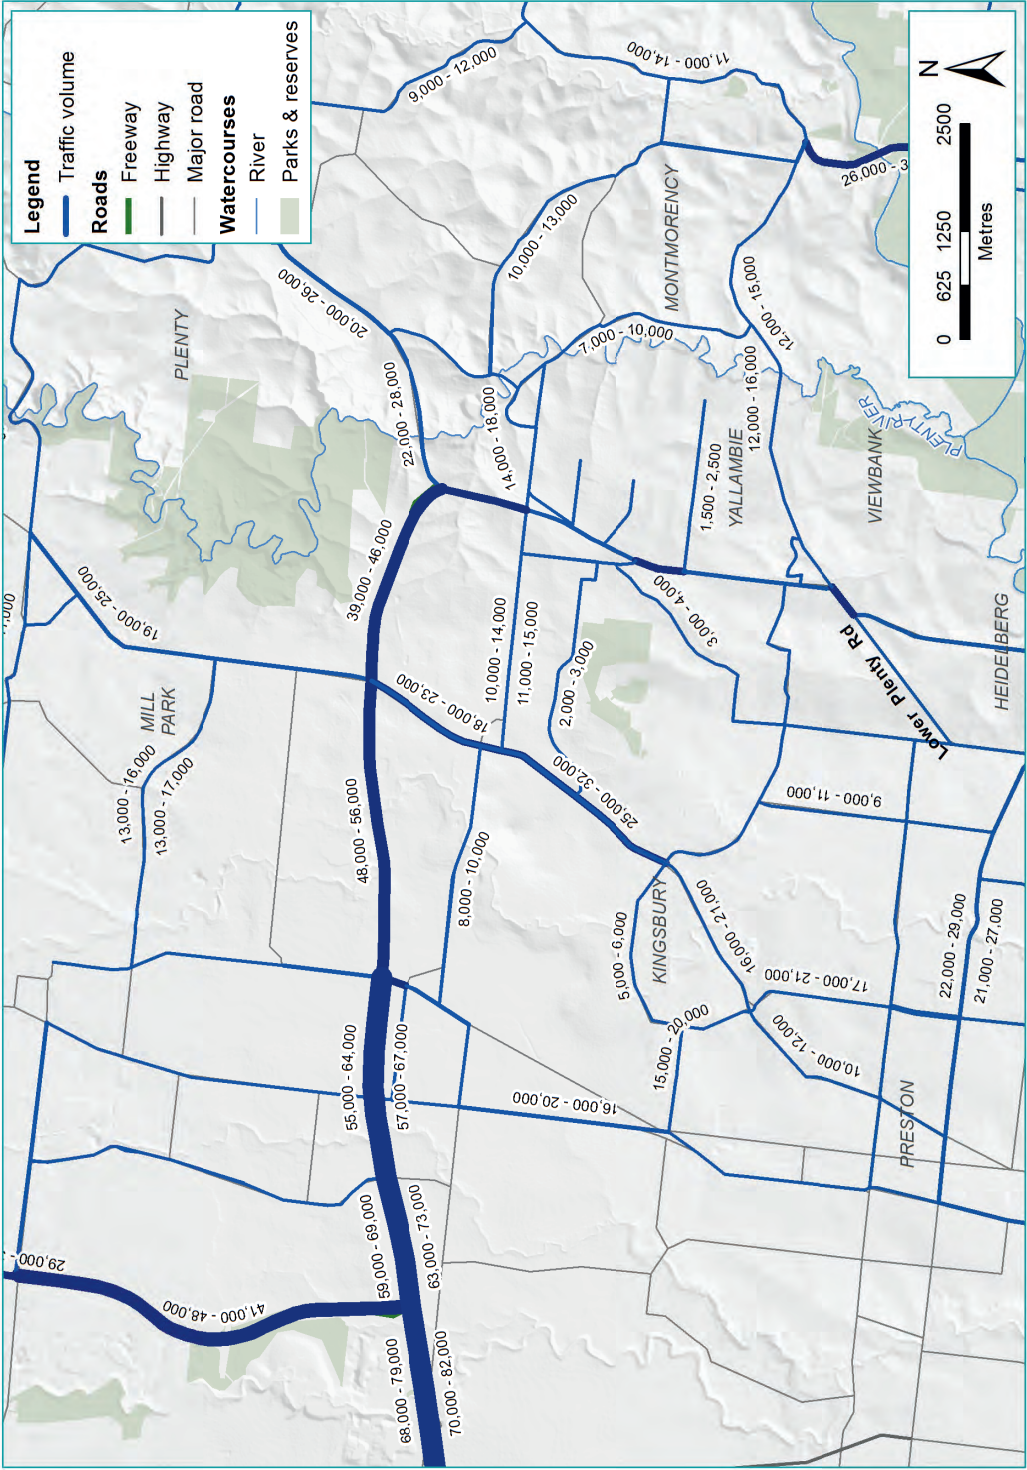 Legend
Traffic volume
Roads
Freeway
Highway
Major road
Watercourses
River
Parks & reserves
N
0 625 1250 2500
Metres
9,000 - 12,000
11,000 - 14,000
26,000 - 3
20,000 - 26,000
10,000 - 13,000
MONTMORENCY
PLENTY
22,000 - 28,000
14,000 - 18,000
7,000 - 10,000
12,000 - 15,000
12,000 - 16,000
YALLAMBIE
1,500 - 2,500
VIEWBANK
PLENTY RIVER
39,000 - 46,000
19,000 - 25,000
3,000 - 4,000
10,000 - 14,000
11,000 - 15,000
2,000 - 3,000
Lower Plenty Rd
HEIDELBERG
MILL
PARK
18,000 - 23,000
13,000 - 16,000
13,000 - 17,000
48,000 - 56,000
25,000 - 32,000
9,000 - 11,000
8,000 - 10,000
KINGSBURY
5,000 - 6,000
16,000 - 21,000
17,000 - 21,000
22,000 - 29,000
21,000 - 27,000
15,000 - 20,000
10,000 - 12,000
55,000 - 64,000
57,000 - 67,000
16,000 - 20,000
PRESTON
59,000 - 69,000
63,000 - 73,000
29,000 -
41,000 - 48,000
68,000 - 79,000
70,000 - 82,000